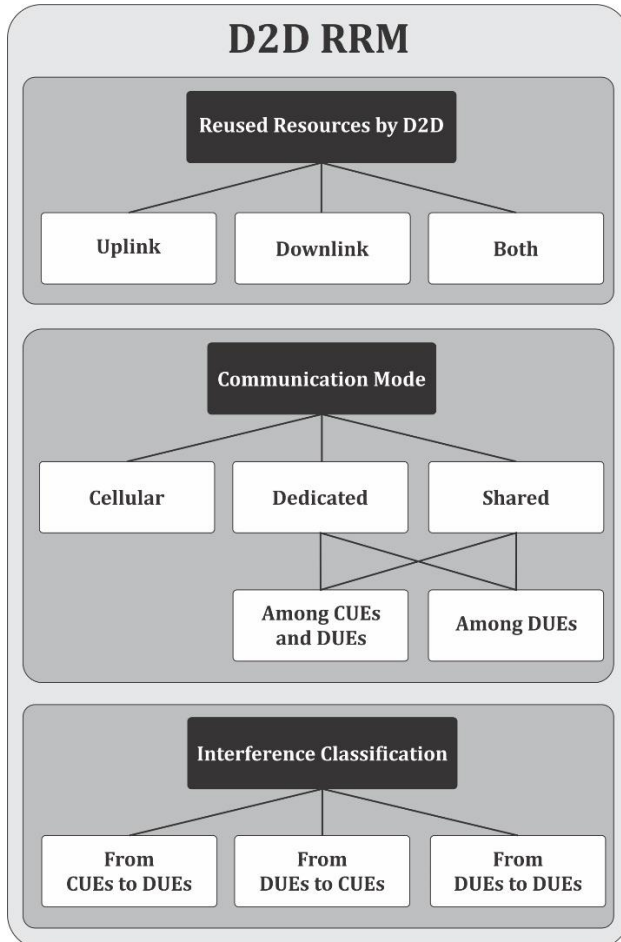 D2D RRM
Reused Resources by D2D
Uplink
Downlink
Both
Communication Mode
Cellular
Dedicated
Shared
Among CUEs
and DUEs
Among DUEs
Interference Classification
From
CUEs to DUEs
From
DUEs to CUEs
From
DUEs to DUEs